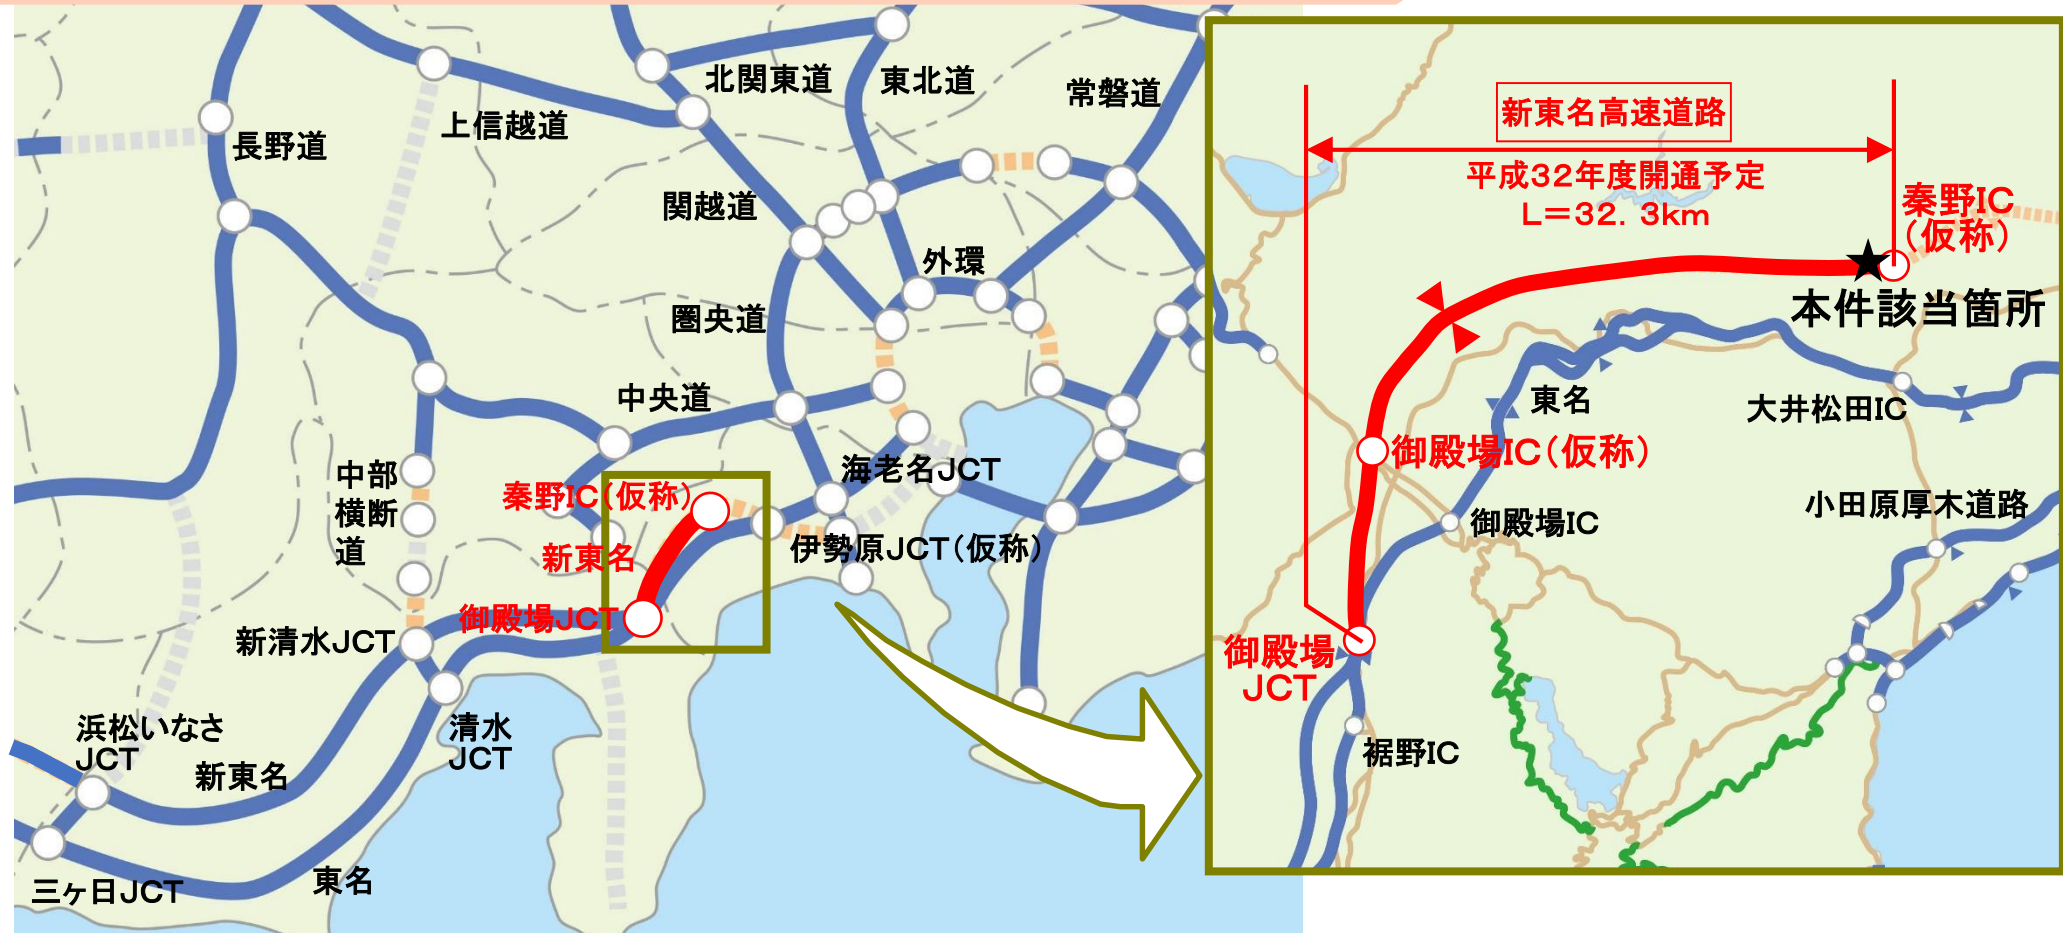 北関東道
東北道
常磐道
上信越道
長野道
関越道
外環
圏央道
中央道
海老名JCT
中部
横断
道
秦野IC(仮称)
新東名
伊勢原JCT(仮称)
御殿場JCT
新清水JCT
浜松いなさ
JCT
清水
JCT
新東名
東名
三ヶ日JCT
新東名高速道路
平成32年度開通予定
L=32.3km
秦野IC
(仮称)
本件該当箇所
東名
大井松田IC
御殿場IC(仮称)
御殿場IC
小田原厚木道路
御殿場
JCT
裾野IC